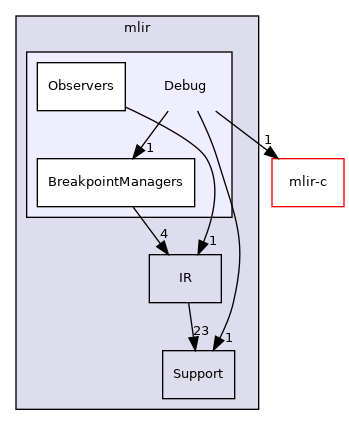 mlir
Observers
Debug
1
1
BreakpointManagers
mlir-c
4
1
IR
23
1
Support